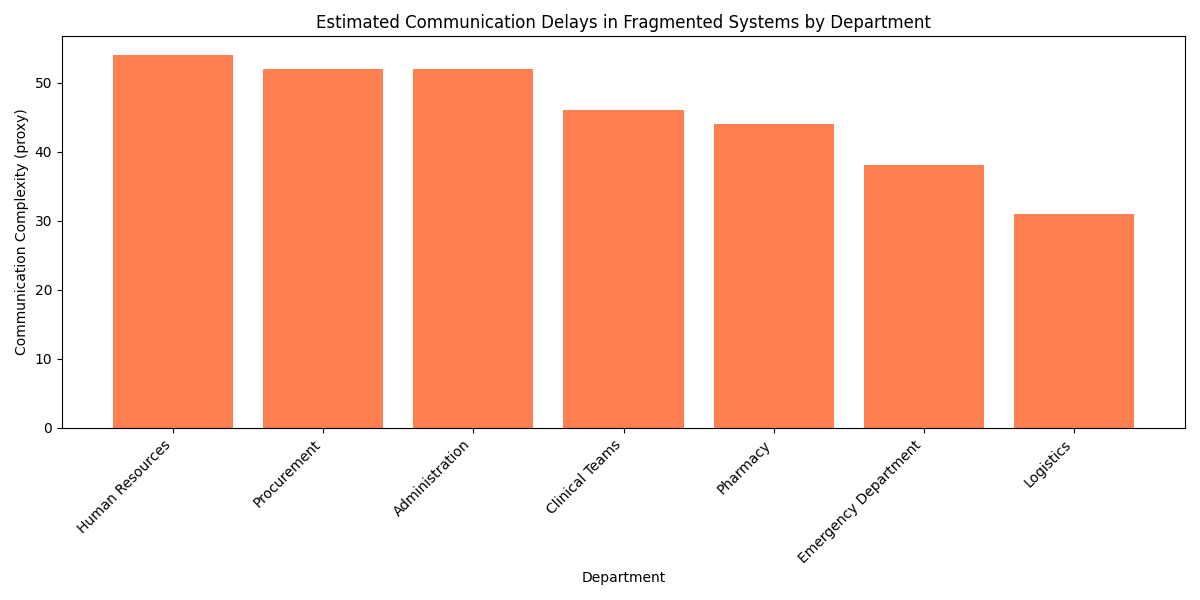 Estimated Communication Delays in Fragmented Systems by Department
Communication Complexity (proxy)
50
40
30
20
10
0
Human Resources
Procurement
Administration
Clinical Teams
Pharmacy
Emergency Department
Logistics
Department